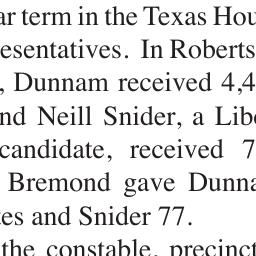 ar term in the Texas Hou
esentatives. In Roberts
, Dunnam received 4,4
nd Neill Snider, a Libe
candidate, received 7
Bremond gave Dunna
es and Snider 77.
the constable, precinct